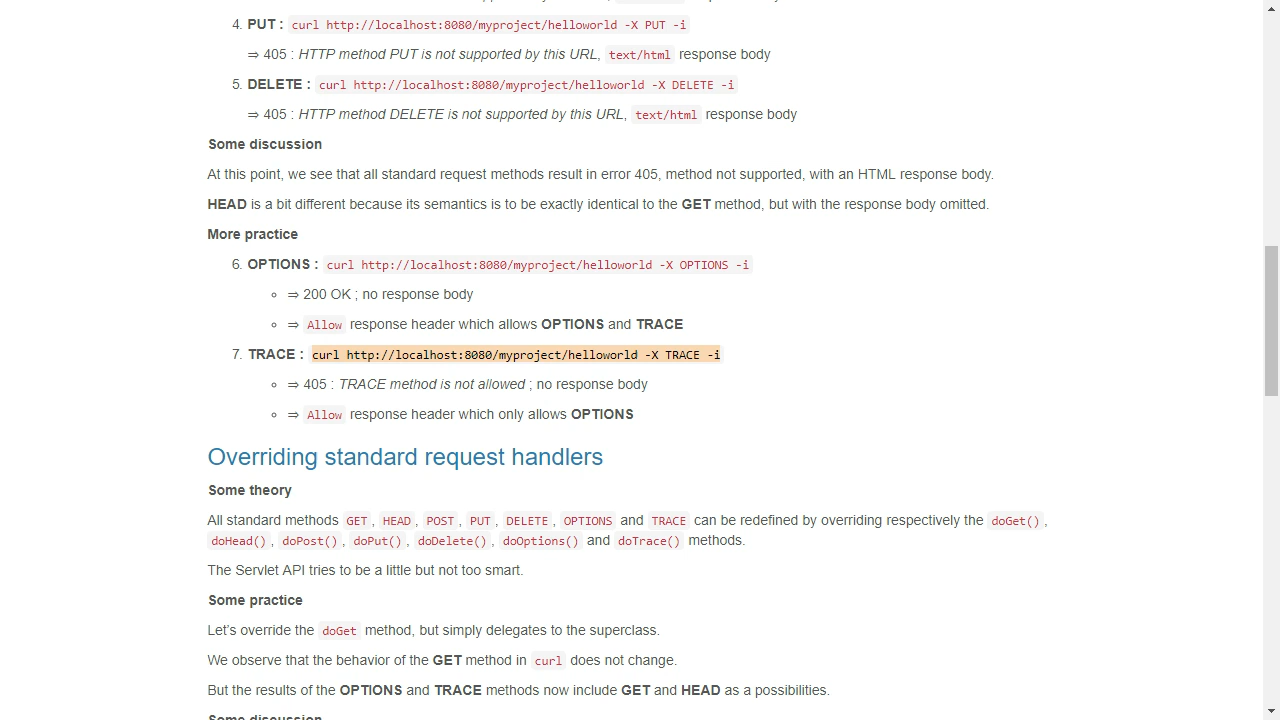 4. PUT : curl http://localhost:8080/myproject/helloworld -X PUT -i
⇒ 405 : HTTP method PUT is not supported by this URL, text/html response body
5. DELETE : curl http://localhost:8080/myproject/helloworld -X DELETE -i
⇒ 405 : HTTP method DELETE is not supported by this URL, text/html response body
Some discussion
At this point, we see that all standard request methods result in error 405, method not supported, with an HTML response body.
HEAD is a bit different because its semantics is to be exactly identical to the GET method, but with the response body omitted.
More practice
6. OPTIONS : curl http://localhost:8080/myproject/helloworld -X OPTIONS -i
⇒ 200 OK ; no response body
⇒ Allow response header which allows OPTIONS and TRACE
7. TRACE : curl http://localhost:8080/myproject/helloworld -X TRACE -i
⇒ 405 : TRACE method is not allowed ; no response body
⇒ Allow response header which only allows OPTIONS
Overriding standard request handlers
Some theory
All standard methods GET, HEAD, POST, PUT, DELETE, OPTIONS and TRACE can be redefined by overriding respectively the doGet(),
doHead(), doPost(), doPut(), doDelete(), doOptions() and doTrace() methods.
The Servlet API tries to be a little but not too smart.
Some practice
Let's override the doGet method, but simply delegates to the superclass.
We observe that the behavior of the GET method in curl does not change.
But the results of the OPTIONS and TRACE methods now include GET and HEAD as a possibilities.
Some discussion